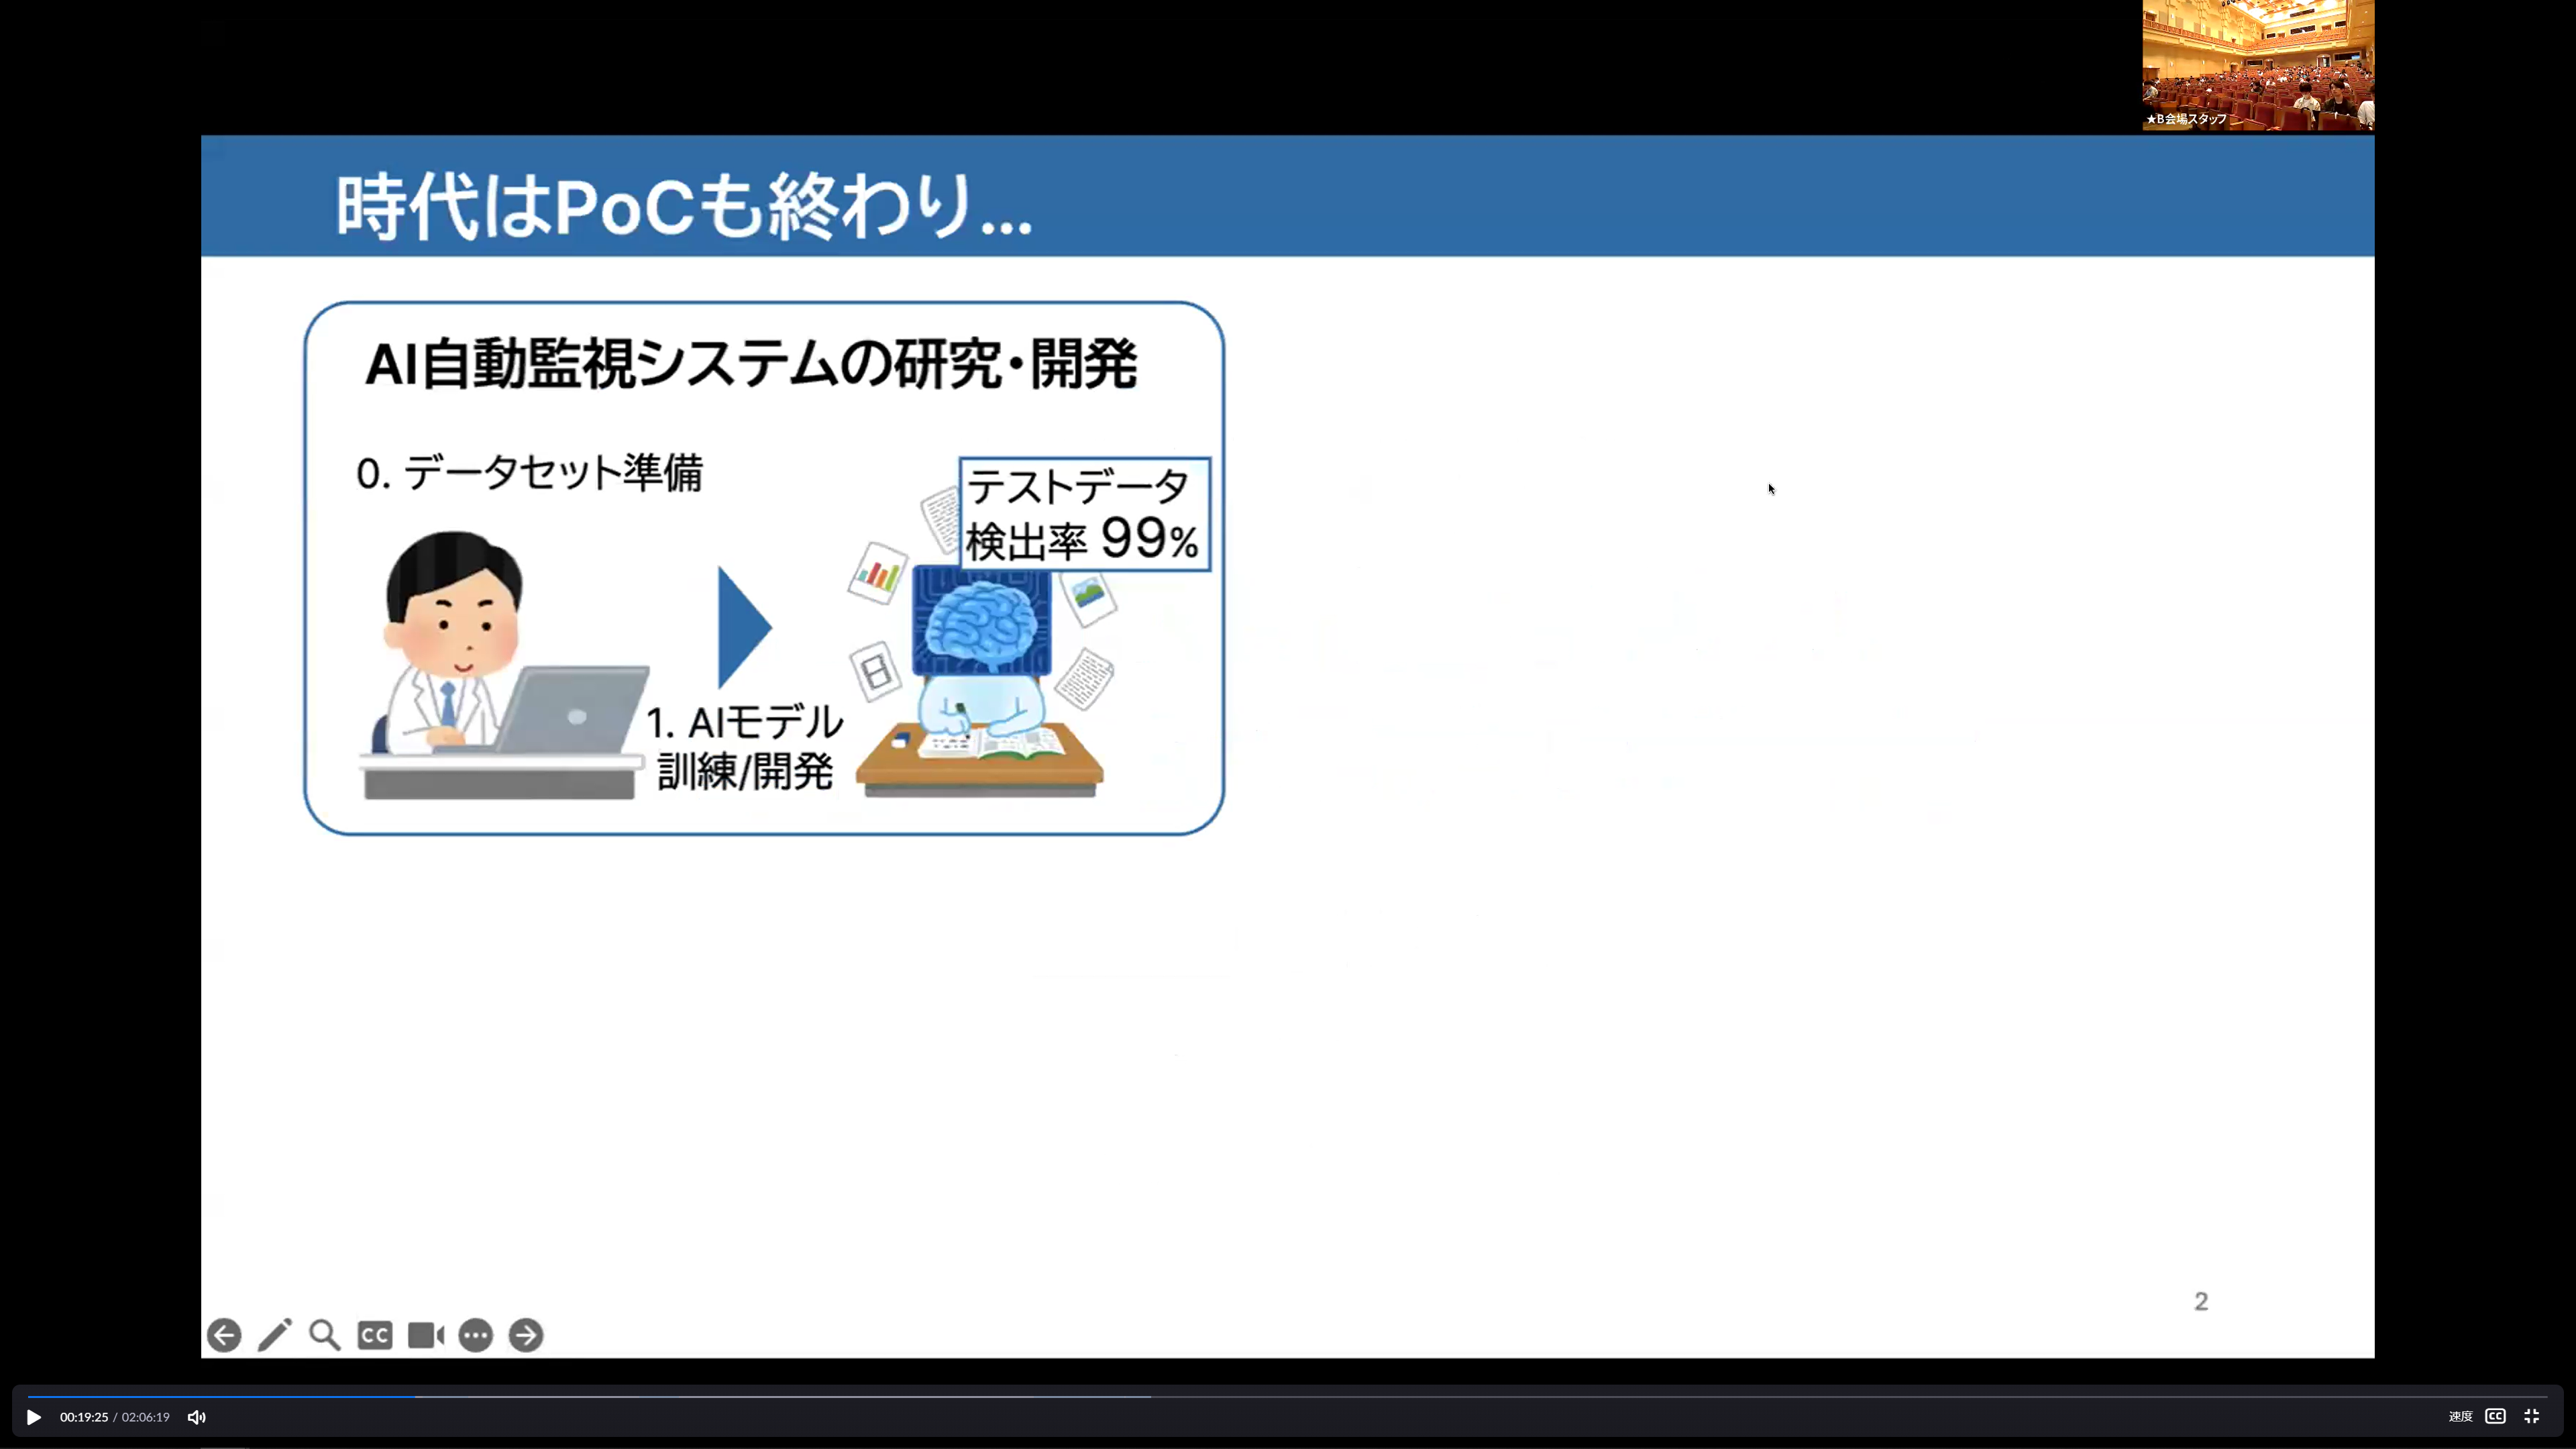 ★B会場スタッフ
時代はPoCも終わり...
AI自動監視システムの研究・開発
0. データセット準備
テストデータ
検出率 99%
1. AIモデル
訓練/開発
2
CC
00:19:25 / 02:06:19
速度
CC